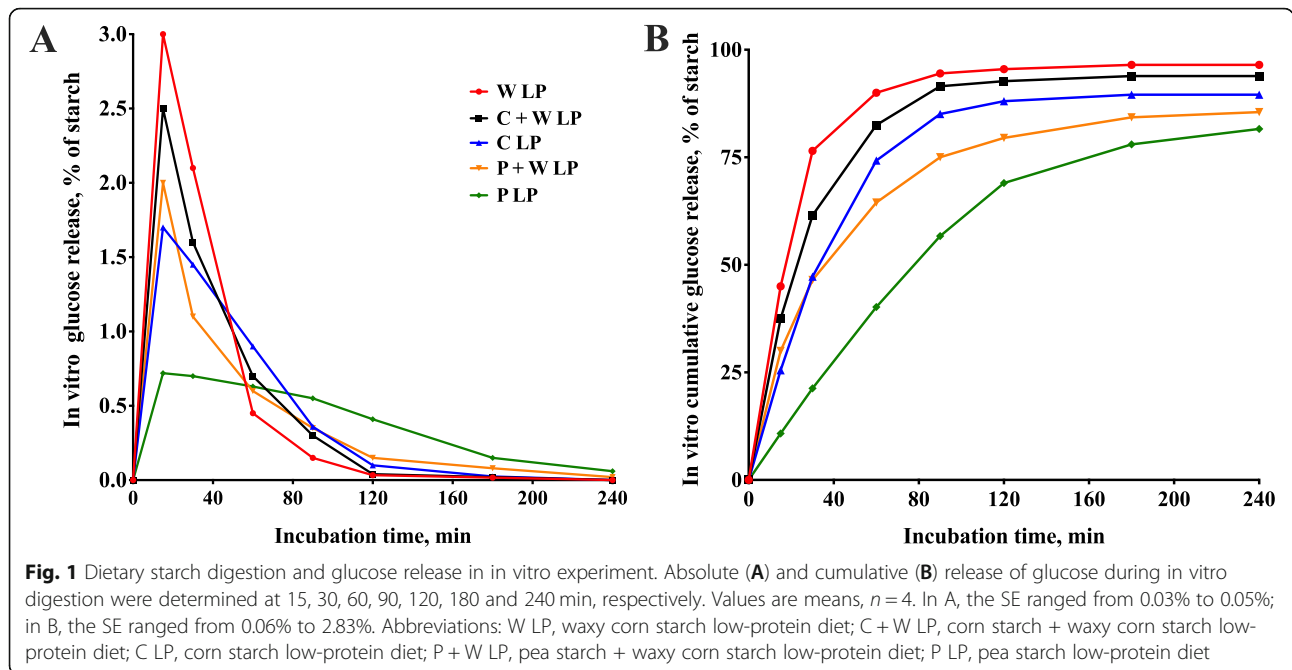 A
In vitro glucose release, % of starch
3.0
2.5
2.0
1.5
1.0
0.5
0.0
0 40 80 120 160 200 240
Incubation time, min
W LP
C + W LP
C LP
P + W LP
P LP
B
In vitro cumulative glucose release, % of starch
100
75
50
25
0
0 40 80 120 160 200 240
Incubation time, min
Fig. 1 Dietary starch digestion and glucose release in in vitro experiment. Absolute (A) and cumulative (B) release of glucose during in vitro
digestion were determined at 15, 30, 60, 90, 120, 180 and 240 min, respectively. Values are means, n = 4. In A, the SE ranged from 0.03% to 0.05%;
in B, the SE ranged from 0.06% to 2.83%. Abbreviations: W LP, waxy corn starch low-protein diet; C + W LP, corn starch + waxy corn starch low-
protein diet; C LP, corn starch low-protein diet; P + W LP, pea starch + waxy corn starch low-protein diet; P LP, pea starch low-protein diet